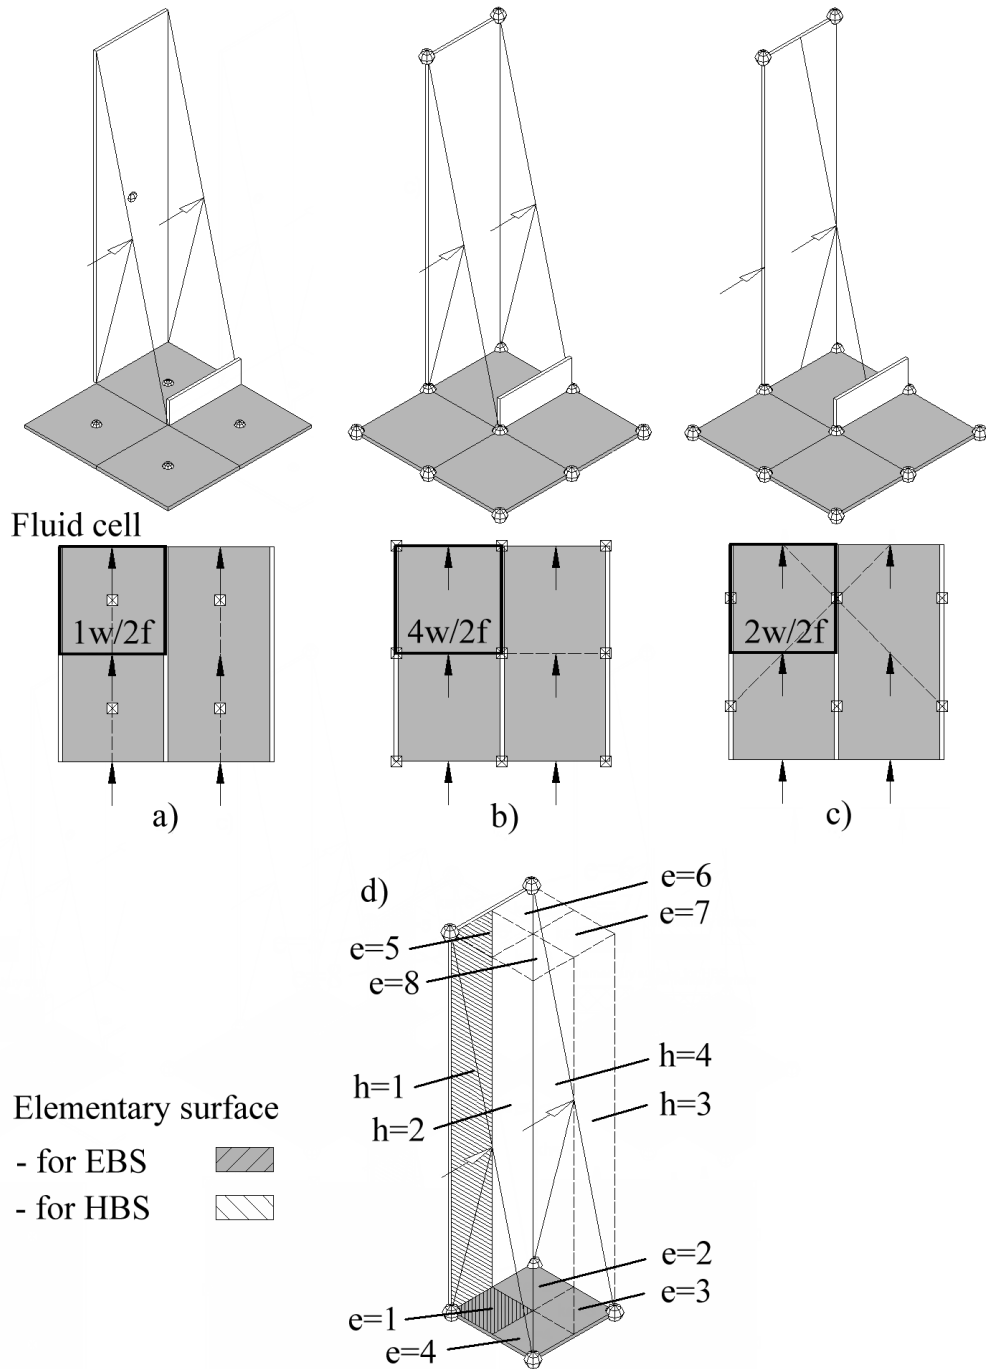 Fluid cell
1w/2f
4w/2f
2w/2f
a)
b)
c)
d)
e=6
e=7
e=5
e=8
h=1
h=4
h=2
h=3
Elementary surface
- for EBS
- for HBS
e=2
e=1
e=3
e=4